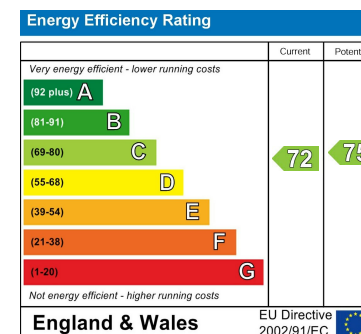 Energy Efficiency Rating
Current
Very energy efficient - lower running costs
(92 plus) A
(81-91) B
(69-80) C
72
75
(55-68) D
(39-54) E
(21-38) F
(1-20) G
Not energy efficient - higher running costs
England & Wales
EU Directive
2002/91/EC